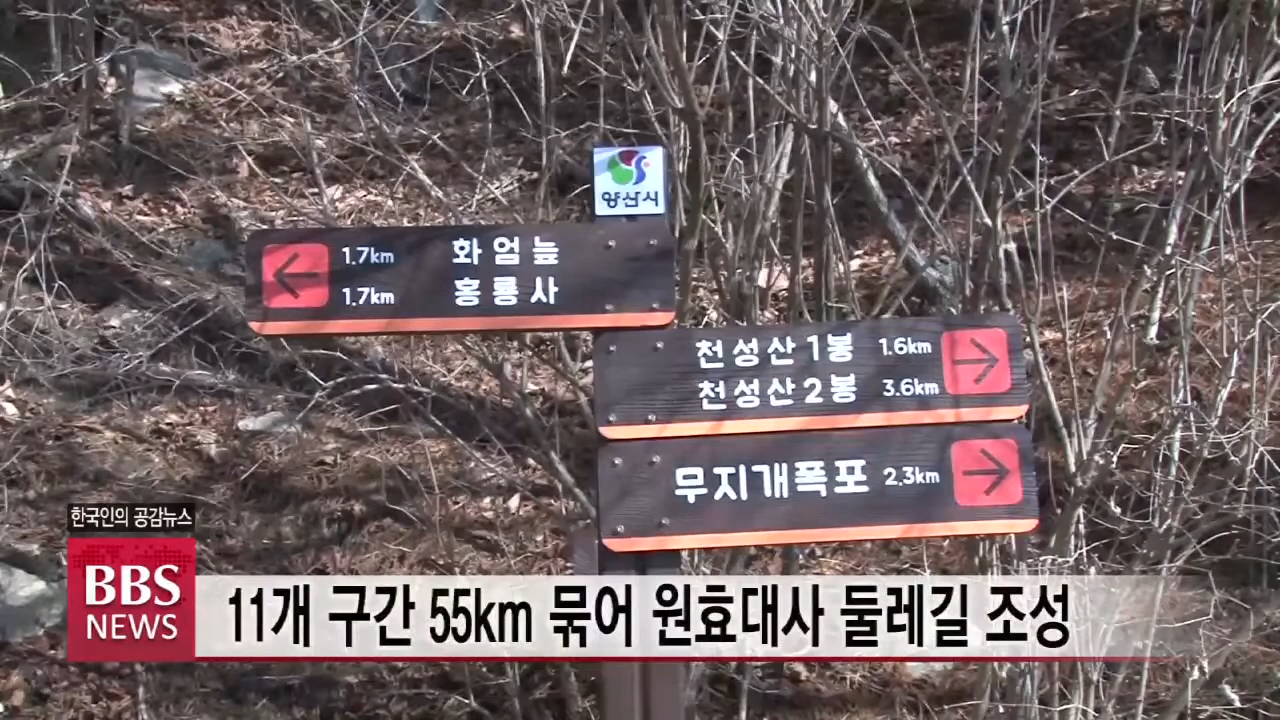 양산시
1.7km 화엄늪
1.7km 홍룡사
천성산 1봉 1.6km
천성산 2봉 3.6km
무지개폭포 2.3km
한국인의 공감뉴스
BBS
NEWS
11개 구간 55km 묶어 원효대사 둘레길 조성